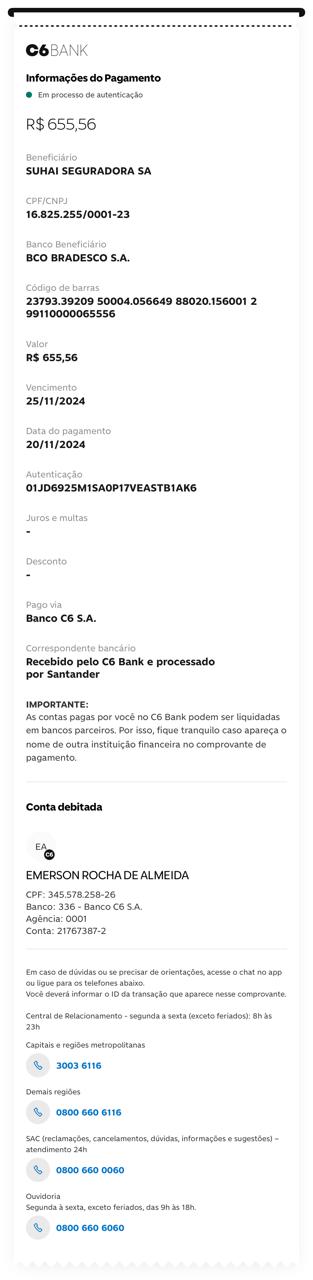 C6BANK
Informações do Pagamento
Em processo de autenticação
R$ 655,56
Beneficiário
SUHAI SEGURADORA SA
CPF/CNPJ
16.825.255/0001-23
Banco Beneficiário
BCO BRADESCO S.A.
Código de barras
23793.39209 50004.056649 88020.156001 2
99110000065556
Valor
R$ 655,56
Vencimento
25/11/2024
Data do pagamento
20/11/2024
Autenticação
01JD6925M1SA0P17VEASTB1AK6
Juros e multas
-
Desconto
-
Pago via
Banco C6 S.A.
Correspondente bancário
Recebido pelo C6 Bank e processado
por Santander
IMPORTANTE:
As contas pagas por você no C6 Bank podem ser liquidadas
em bancos parceiros. Por isso, fique tranquilo caso apareça o
nome de outra instituição financeira no comprovante de
pagamento.
Conta debitada
EA
C6
EMERSON ROCHA DE ALMEIDA
CPF: 345.578.258-26
Banco: 336 - Banco C6 S.A.
Agência: 0001
Conta: 21767387-2
Em caso de dúvidas ou se precisar de orientações, acesse o chat no app
ou ligue para os telefones abaixo.
Você deverá informar o ID da transação que aparece nesse comprovante.
Central de Relacionamento - segunda a sexta (exceto feriados): 8h às
23h
Capitais e regiões metropolitanas
3003 6116
Demais regiões
0800 660 6116
SAC (reclamações, cancelamentos, dúvidas, informações e sugestões) –
atendimento 24h
0800 660 0060
Ouvidoria
Segunda à sexta, exceto feriados, das 9h às 18h.
0800 660 6060